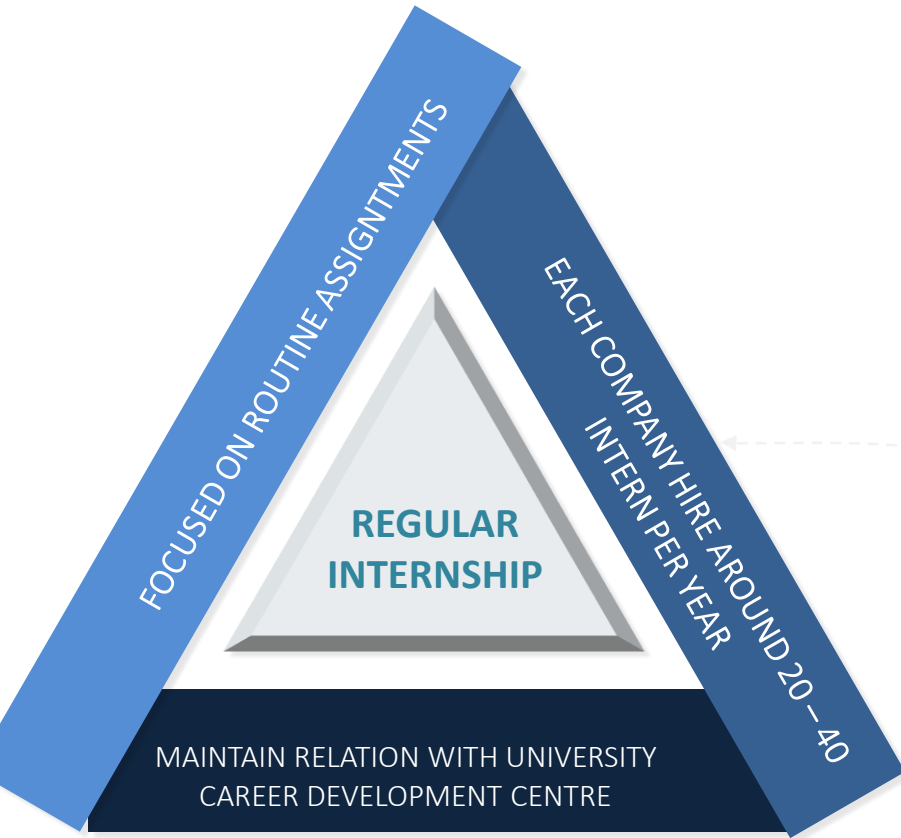 FOCUSED ON ROUTINE ASSIGNTMENTS
EACH COMPANY HIRE AROUND 20 – 40
INTERN PER YEAR
REGULAR
INTERNSHIP
MAINTAIN RELATION WITH UNIVERSITY
CAREER DEVELOPMENT CENTRE